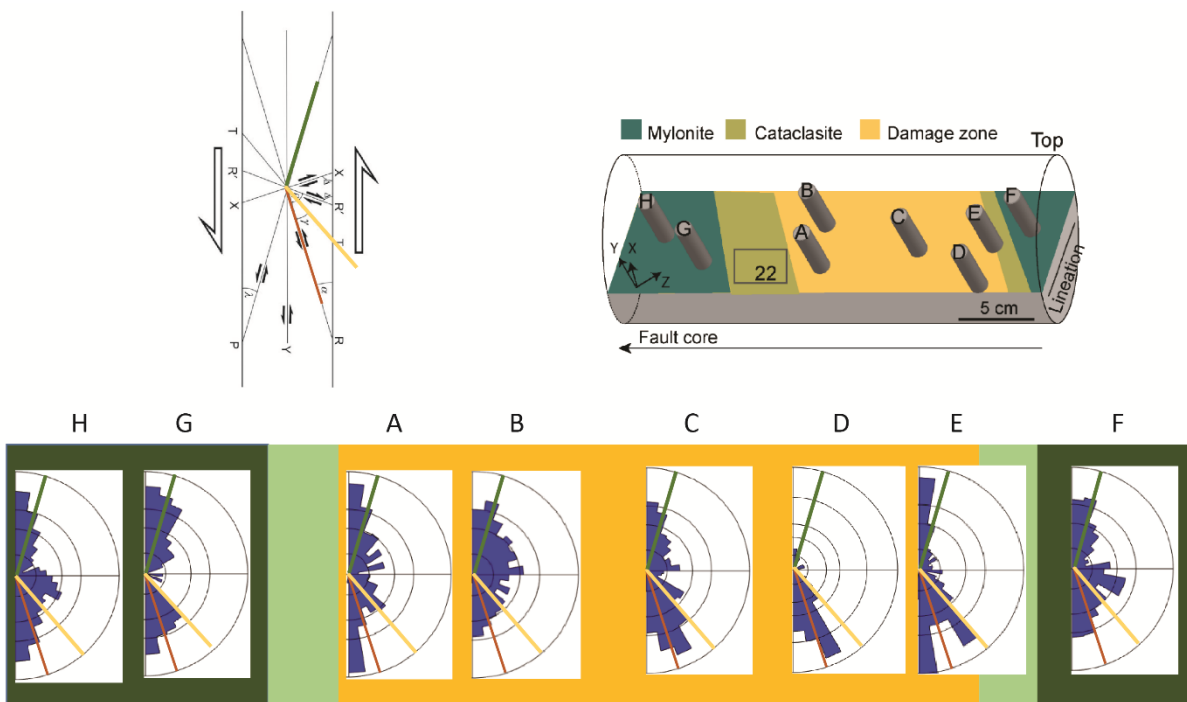 T
R'
X
X
R'
T
P
Y
R
λ
α
γ
Mylonite
Cataclasite
Damage zone
Top
H
G
B
A
C
E
D
F
Y
X
Z
22
5 cm
Lineation
Fault core
H
G
A
B
C
D
E
F